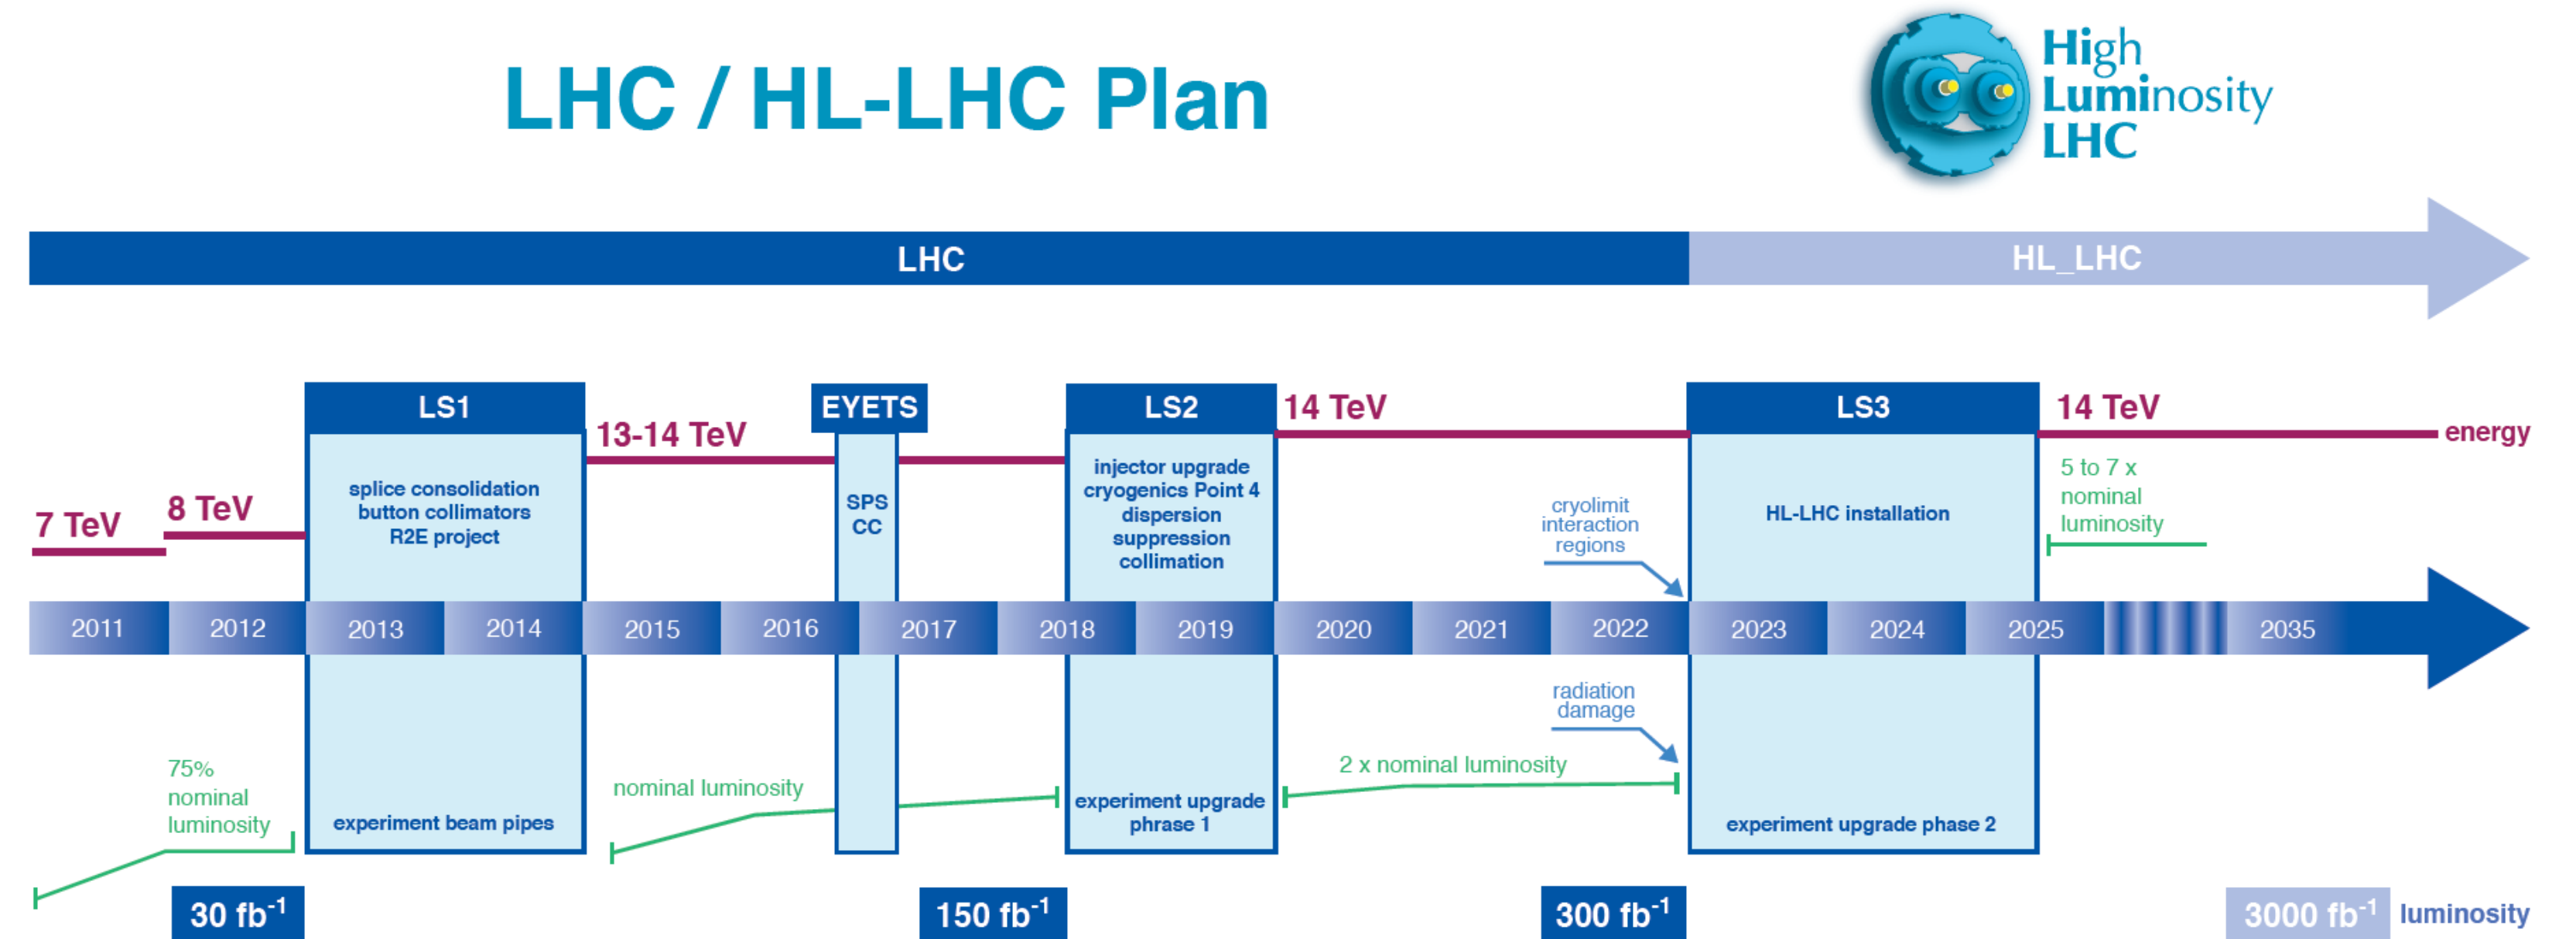 LHC / HL-LHC Plan
High
Luminosity
LHC
LHC
HL_LHC
LS1
EYETS
LS2
14 TeV
LS3
14 TeV
energy
13-14 TeV
7 TeV
8 TeV
splice consolidation
button collimators
R2E project
SPS
CC
injector upgrade
cryogenics Point 4
dispersion
suppression
collimation
cryolimit
interaction
regions
HL-LHC installation
5 to 7 x
nominal
luminosity
2011 2012 2013 2014 2015 2016 2017 2018 2019 2020 2021 2022 2023 2024 2025 2035
radiation
damage
75%
nominal
luminosity
experiment beam pipes
nominal luminosity
experiment upgrade
phrase 1
2 x nominal luminosity
experiment upgrade phase 2
30 fb-1
150 fb-1
300 fb-1
3000 fb-1
luminosity